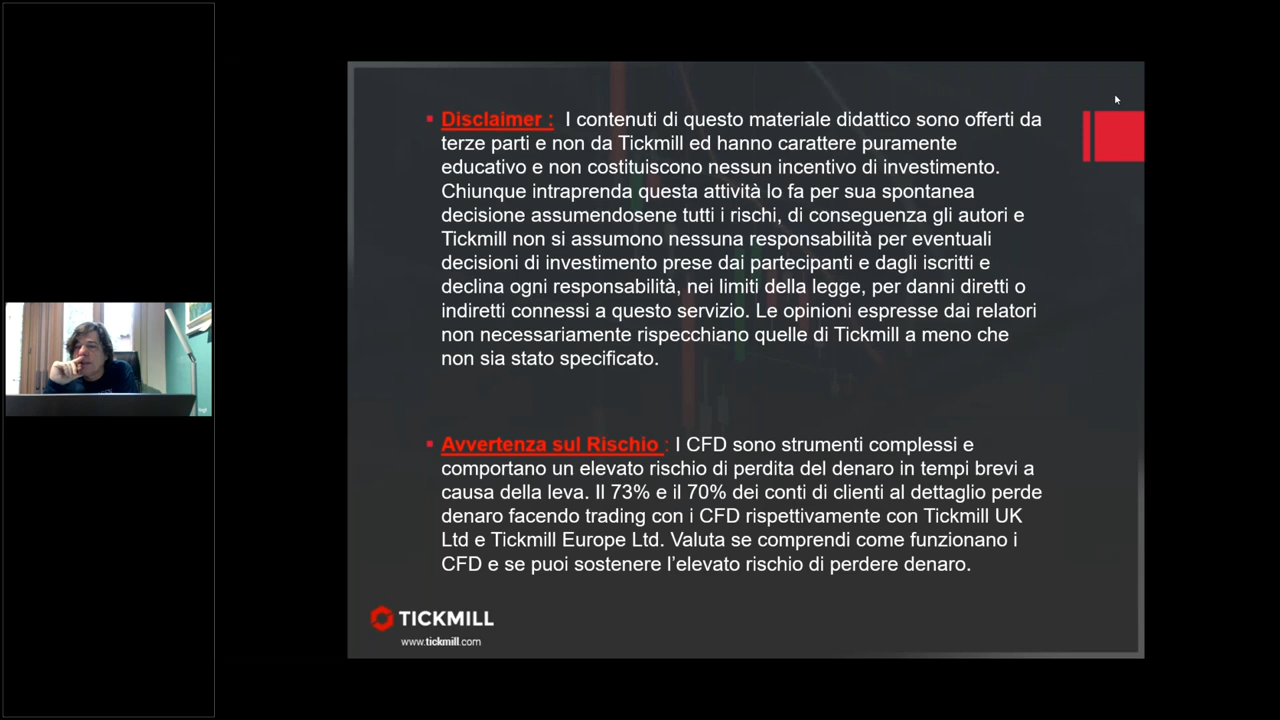 Disclaimer : I contenuti di questo materiale didattico sono offerti da
terze parti e non da Tickmill ed hanno carattere puramente
educativo e non costituiscono nessun incentivo di investimento.
Chiunque intraprenda questa attività lo fa per sua spontanea
decisione assumendosene tutti i rischi, di conseguenza gli autori e
Tickmill non si assumono nessuna responsabilità per eventuali
decisioni di investimento prese dai partecipanti e dagli iscritti e
declina ogni responsabilità, nei limiti della legge, per danni diretti o
indiretti connessi a questo servizio. Le opinioni espresse dai relatori
non necessariamente rispecchiano quelle di Tickmill a meno che
non sia stato specificato.
Avvertenza sul Rischio : I CFD sono strumenti complessi e
comportano un elevato rischio di perdita del denaro in tempi brevi a
causa della leva. Il 73% e il 70% dei conti di clienti al dettaglio perde
denaro facendo trading con i CFD rispettivamente con Tickmill UK
Ltd e Tickmill Europe Ltd. Valuta se comprendi come funzionano i
CFD e se puoi sostenere l’elevato rischio di perdere denaro.
TICKMILL
www.tickmill.com